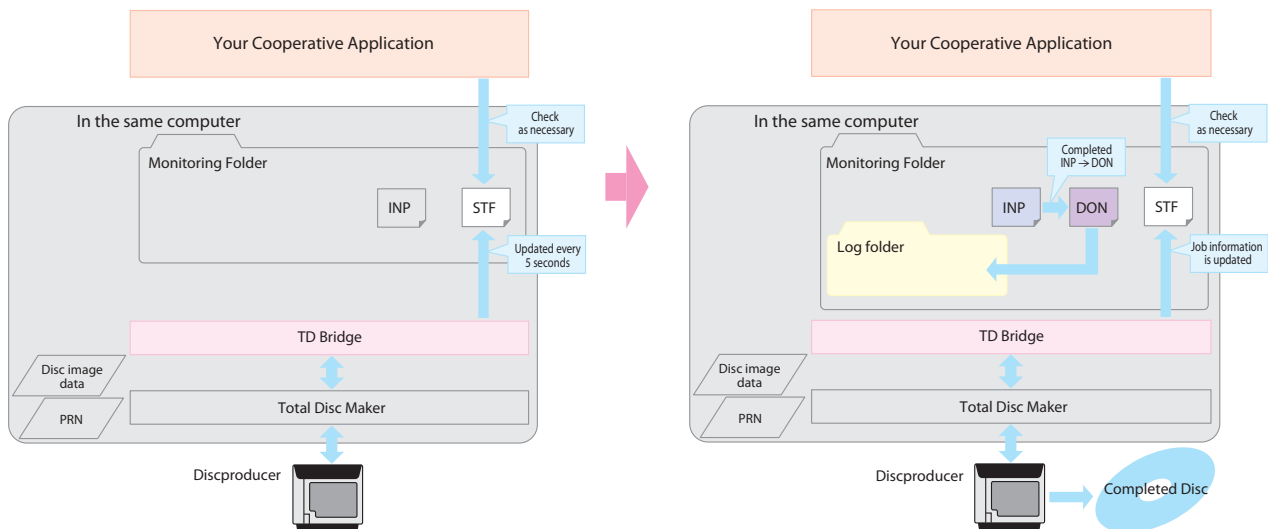 Your Cooperative Application
Check
as necessary
In the same computer
Monitoring Folder
INP
STF
Updated every
5 seconds
TD Bridge
Disc image
data
Total Disc Maker
PRN
Discproducer
Your Cooperative Application
Check
as necessary
In the same computer
Completed
INP → DON
Monitoring Folder
INP
DON
STF
Log folder
Job information
is updated
TD Bridge
Disc image
data
Total Disc Maker
PRN
Discproducer
Completed Disc